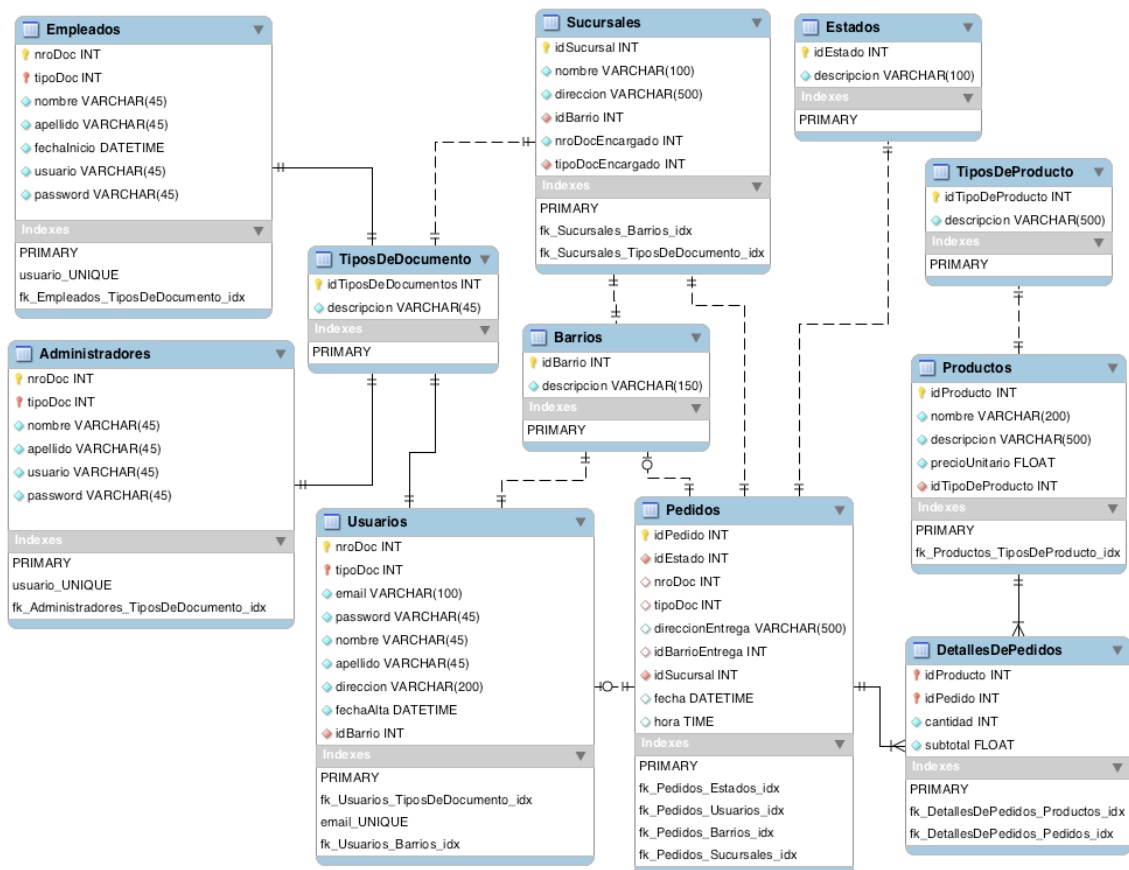 Empleados
nroDoc INT
tipoDoc INT
nombre VARCHAR(45)
apellido VARCHAR(45)
fechaInicio DATETIME
usuario VARCHAR(45)
password VARCHAR(45)
Indexes
PRIMARY
usuario_UNIQUE
fk_Empleados_TiposDeDocumento_idx
Sucursales
idSucursal INT
nombre VARCHAR(100)
direccion VARCHAR(500)
idBarrio INT
nroDocEncargado INT
tipoDocEncargado INT
Indexes
PRIMARY
fk_Sucursales_Barrios_idx
fk_Sucursales_TiposDeDocumento_idx
Estados
idEstado INT
descripcion VARCHAR(100)
Indexes
PRIMARY
TiposDeProducto
idTipoDeProducto INT
descripcion VARCHAR(500)
Indexes
PRIMARY
TiposDeDocumento
idTiposDeDocumentos INT
descripcion VARCHAR(45)
Indexes
PRIMARY
Barrios
idBarrio INT
descripcion VARCHAR(150)
Indexes
PRIMARY
Administradores
nroDoc INT
tipoDoc INT
nombre VARCHAR(45)
apellido VARCHAR(45)
usuario VARCHAR(45)
password VARCHAR(45)
Indexes
PRIMARY
usuario_UNIQUE
fk_Administradores_TiposDeDocumento_idx
Productos
idProducto INT
nombre VARCHAR(200)
descripcion VARCHAR(500)
precioUnitario FLOAT
idTipoDeProducto INT
Indexes
PRIMARY
fk_Productos_TiposDeProducto_idx
Usuarios
nroDoc INT
tipoDoc INT
email VARCHAR(100)
password VARCHAR(45)
nombre VARCHAR(45)
apellido VARCHAR(45)
direccion VARCHAR(200)
fechaAlta DATETIME
idBarrio INT
Indexes
PRIMARY
fk_Usuarios_TiposDeDocumento_idx
email_UNIQUE
fk_Usuarios_Barrios_idx
Pedidos
idPedido INT
idEstado INT
nroDoc INT
tipoDoc INT
direccionEntrega VARCHAR(500)
idBarrioEntrega INT
idSucursal INT
fecha DATETIME
hora TIME
Indexes
PRIMARY
fk_Pedidos_Estados_idx
fk_Pedidos_Usuarios_idx
fk_Pedidos_Barrios_idx
fk_Pedidos_Sucursales_idx
DetallesDePedidos
idProducto INT
idPedido INT
cantidad INT
subtotal FLOAT
Indexes
PRIMARY
fk_DetallesDePedidos_Productos_idx
fk_DetallesDePedidos_Pedidos_idx